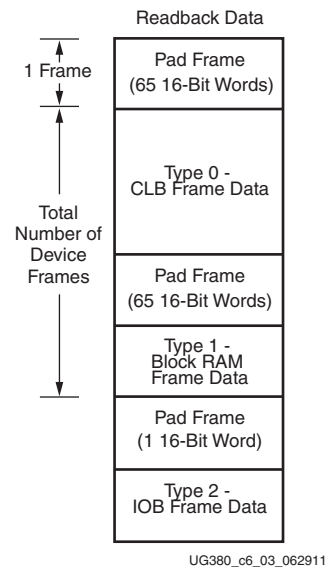 Readback Data
1 Frame
Pad Frame
(65 16-Bit Words)
Type 0 -
CLB Frame Data
Total
Number of
Device
Frames
Pad Frame
(65 16-Bit Words)
Type 1 -
Block RAM
Frame Data
Pad Frame
(1 16-Bit Word)
Type 2 -
IOB Frame Data
UG380_c6_03_062911